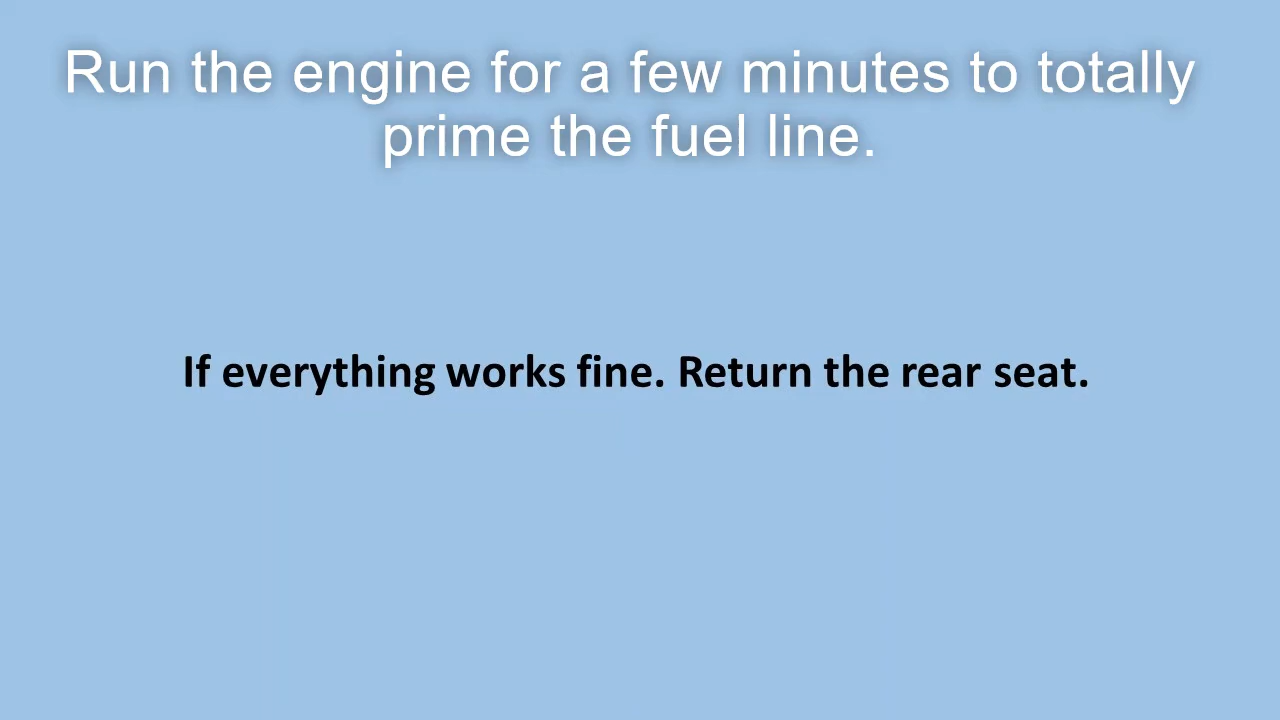 Run the engine for a few minutes to totally
prime the fuel line.
If everything works fine. Return the rear seat.